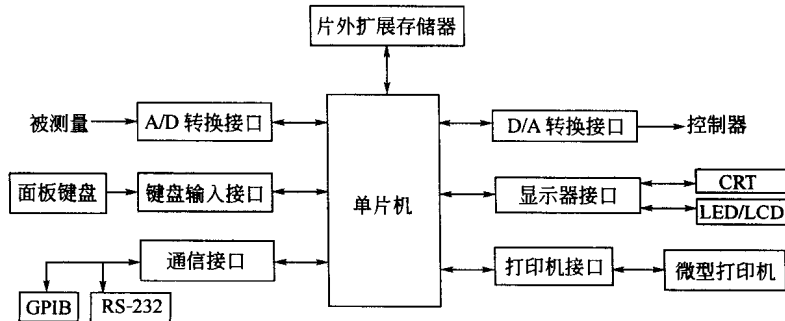 片外扩展存储器
被测量
A/D 转换接口
D/A 转换接口
控制器
面板键盘
键盘输入接口
单片机
显示器接口
CRT
LED/LCD
通信接口
打印机接口
微型打印机
GPIB
RS-232